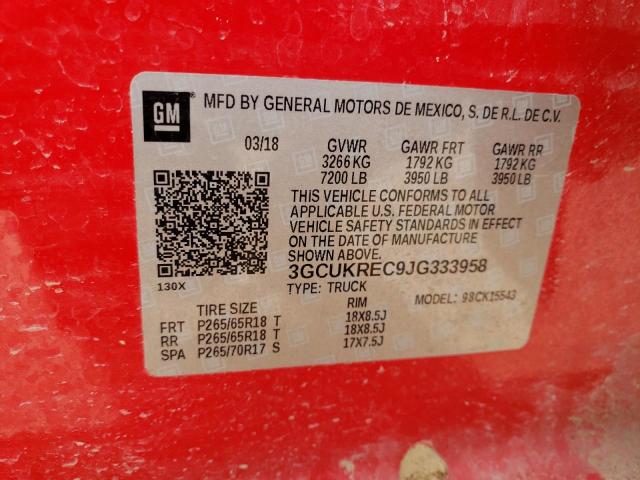 GM
MFD BY GENERAL MOTORS DE MEXICO, S. DE R.L. DE C.V.
03/18 GVWR GAWR FRT GAWR RR
3266 KG 1792 KG 1792 KG
7200 LB 3950 LB 3950 LB
THIS VEHICLE CONFORMS TO ALL
APPLICABLE U.S. FEDERAL MOTOR
VEHICLE SAFETY STANDARDS IN EFFECT
ON THE DATE OF MANUFACTURE
SHOWN ABOVE.
130X 3GCUKREC9JG333958
TYPE: TRUCK MODEL: 98CK15543
TIRE SIZE RIM
FRT P265/65R18 T 18X8.5J
RR P265/65R18 T 18X8.5J
SPA P265/70R17 S 17X7.5J